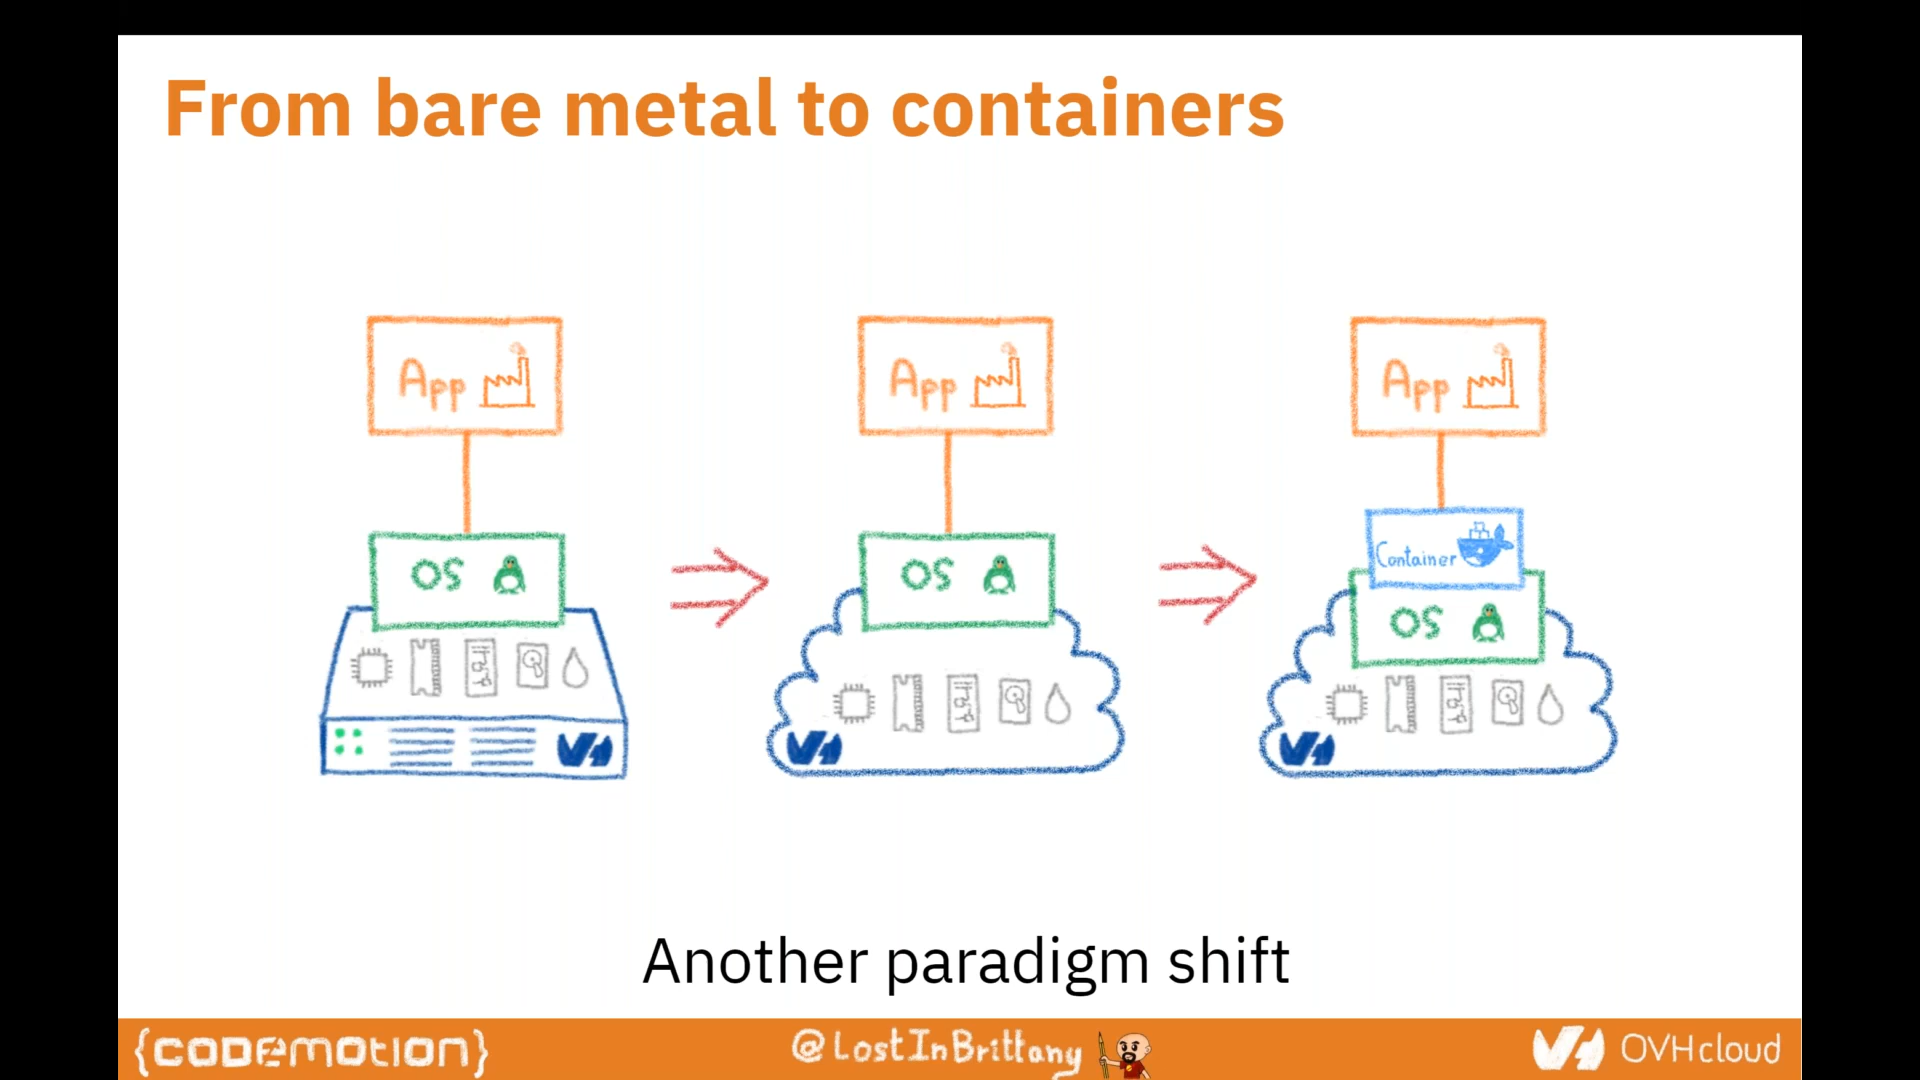 From bare metal to containers
App
App
App
Container
OS
OS
OS
Another paradigm shift
{codemotion}
@LostInBrittany
OVHcloud